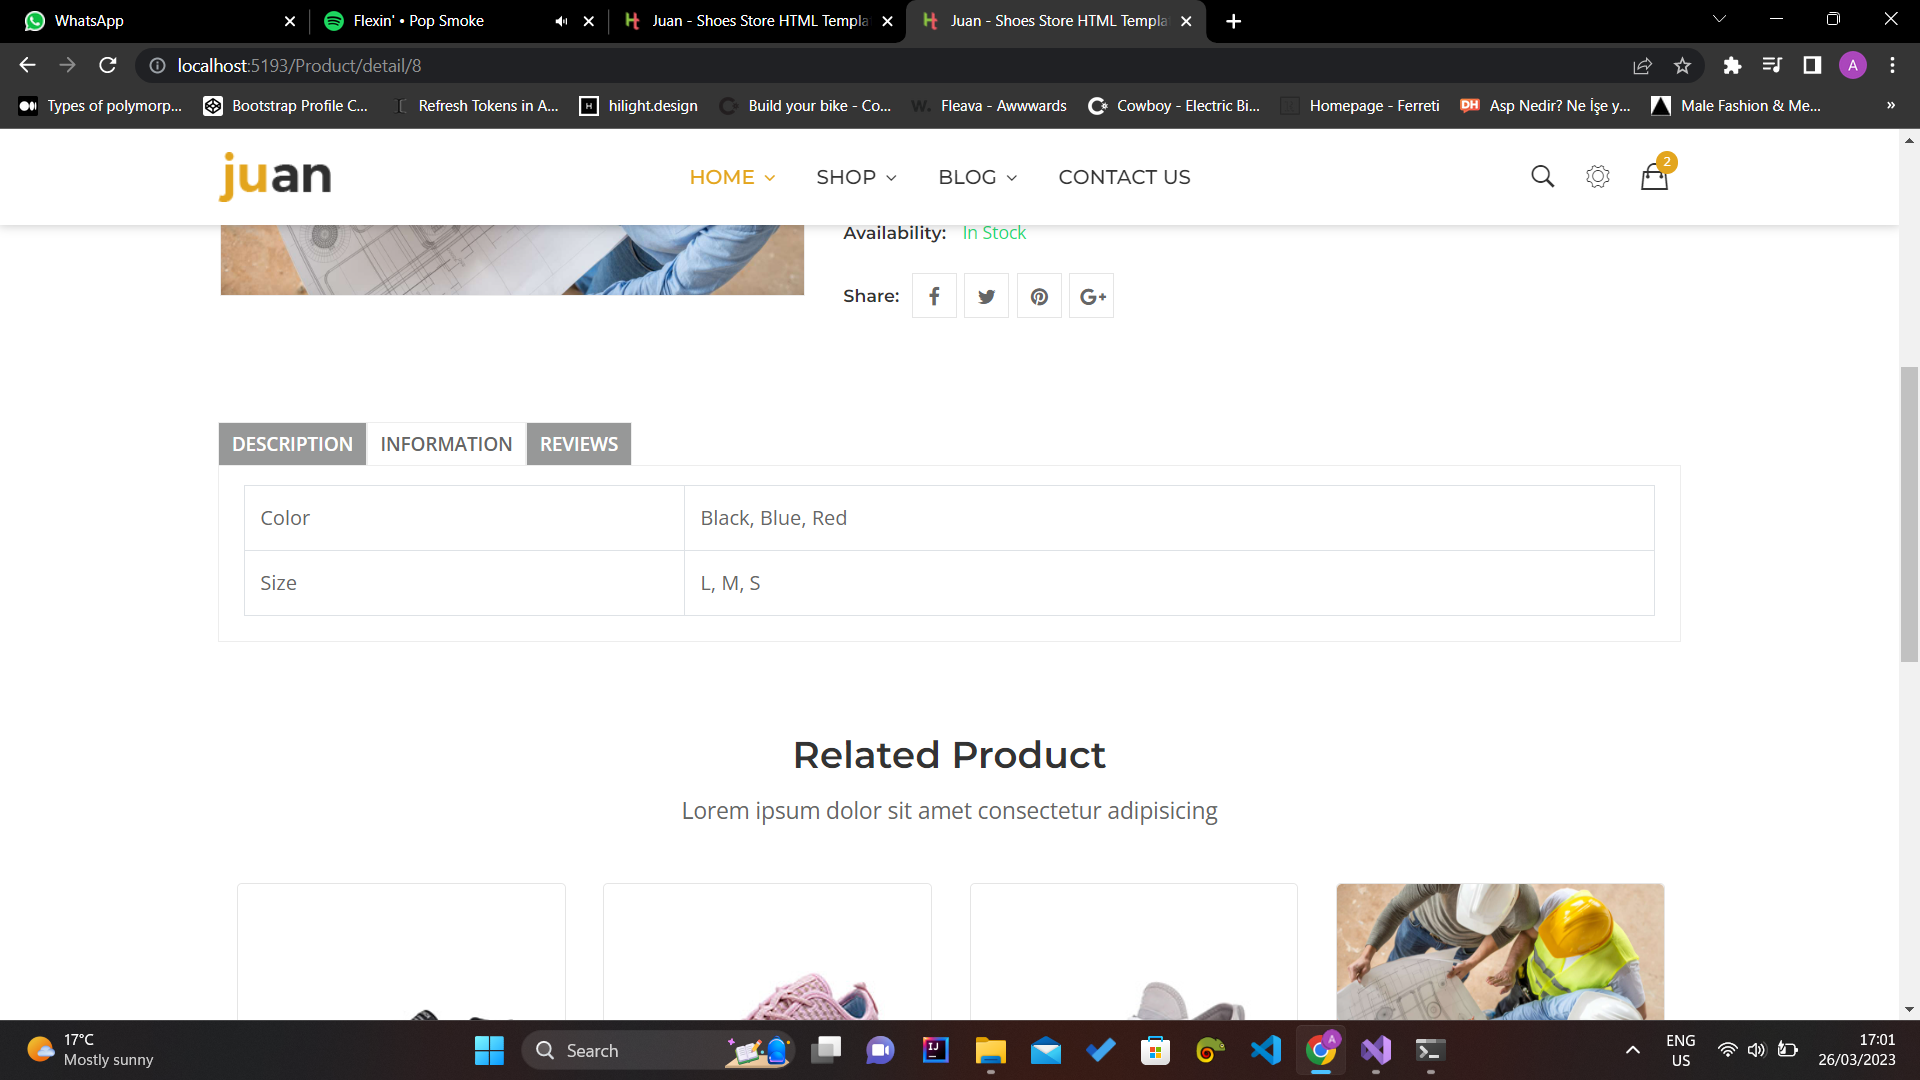 WhatsApp
Flexin' • Pop Smoke
Juan - Shoes Store HTML Templa
Juan - Shoes Store HTML Templa
localhost:5193/Product/detail/8
A
Types of polymorp...
Bootstrap Profile C...
Refresh Tokens in A...
H
hilight.design
Build your bike - Co...
W.
Fleava - Awwwards
Cowboy - Electric Bi...
Homepage - Ferreti
DH
Asp Nedir? Ne İşe y...
Male Fashion & Me...
»
juan
HOME
SHOP
BLOG
CONTACT US
2
Availability: In Stock
Share:
G+
DESCRIPTION
INFORMATION
REVIEWS
Color
Black, Blue, Red
Size
L, M, S
Related Product
Lorem ipsum dolor sit amet consectetur adipisicing
17°C
Mostly sunny
Search
IJ
A
ENG
US
17:01
26/03/2023